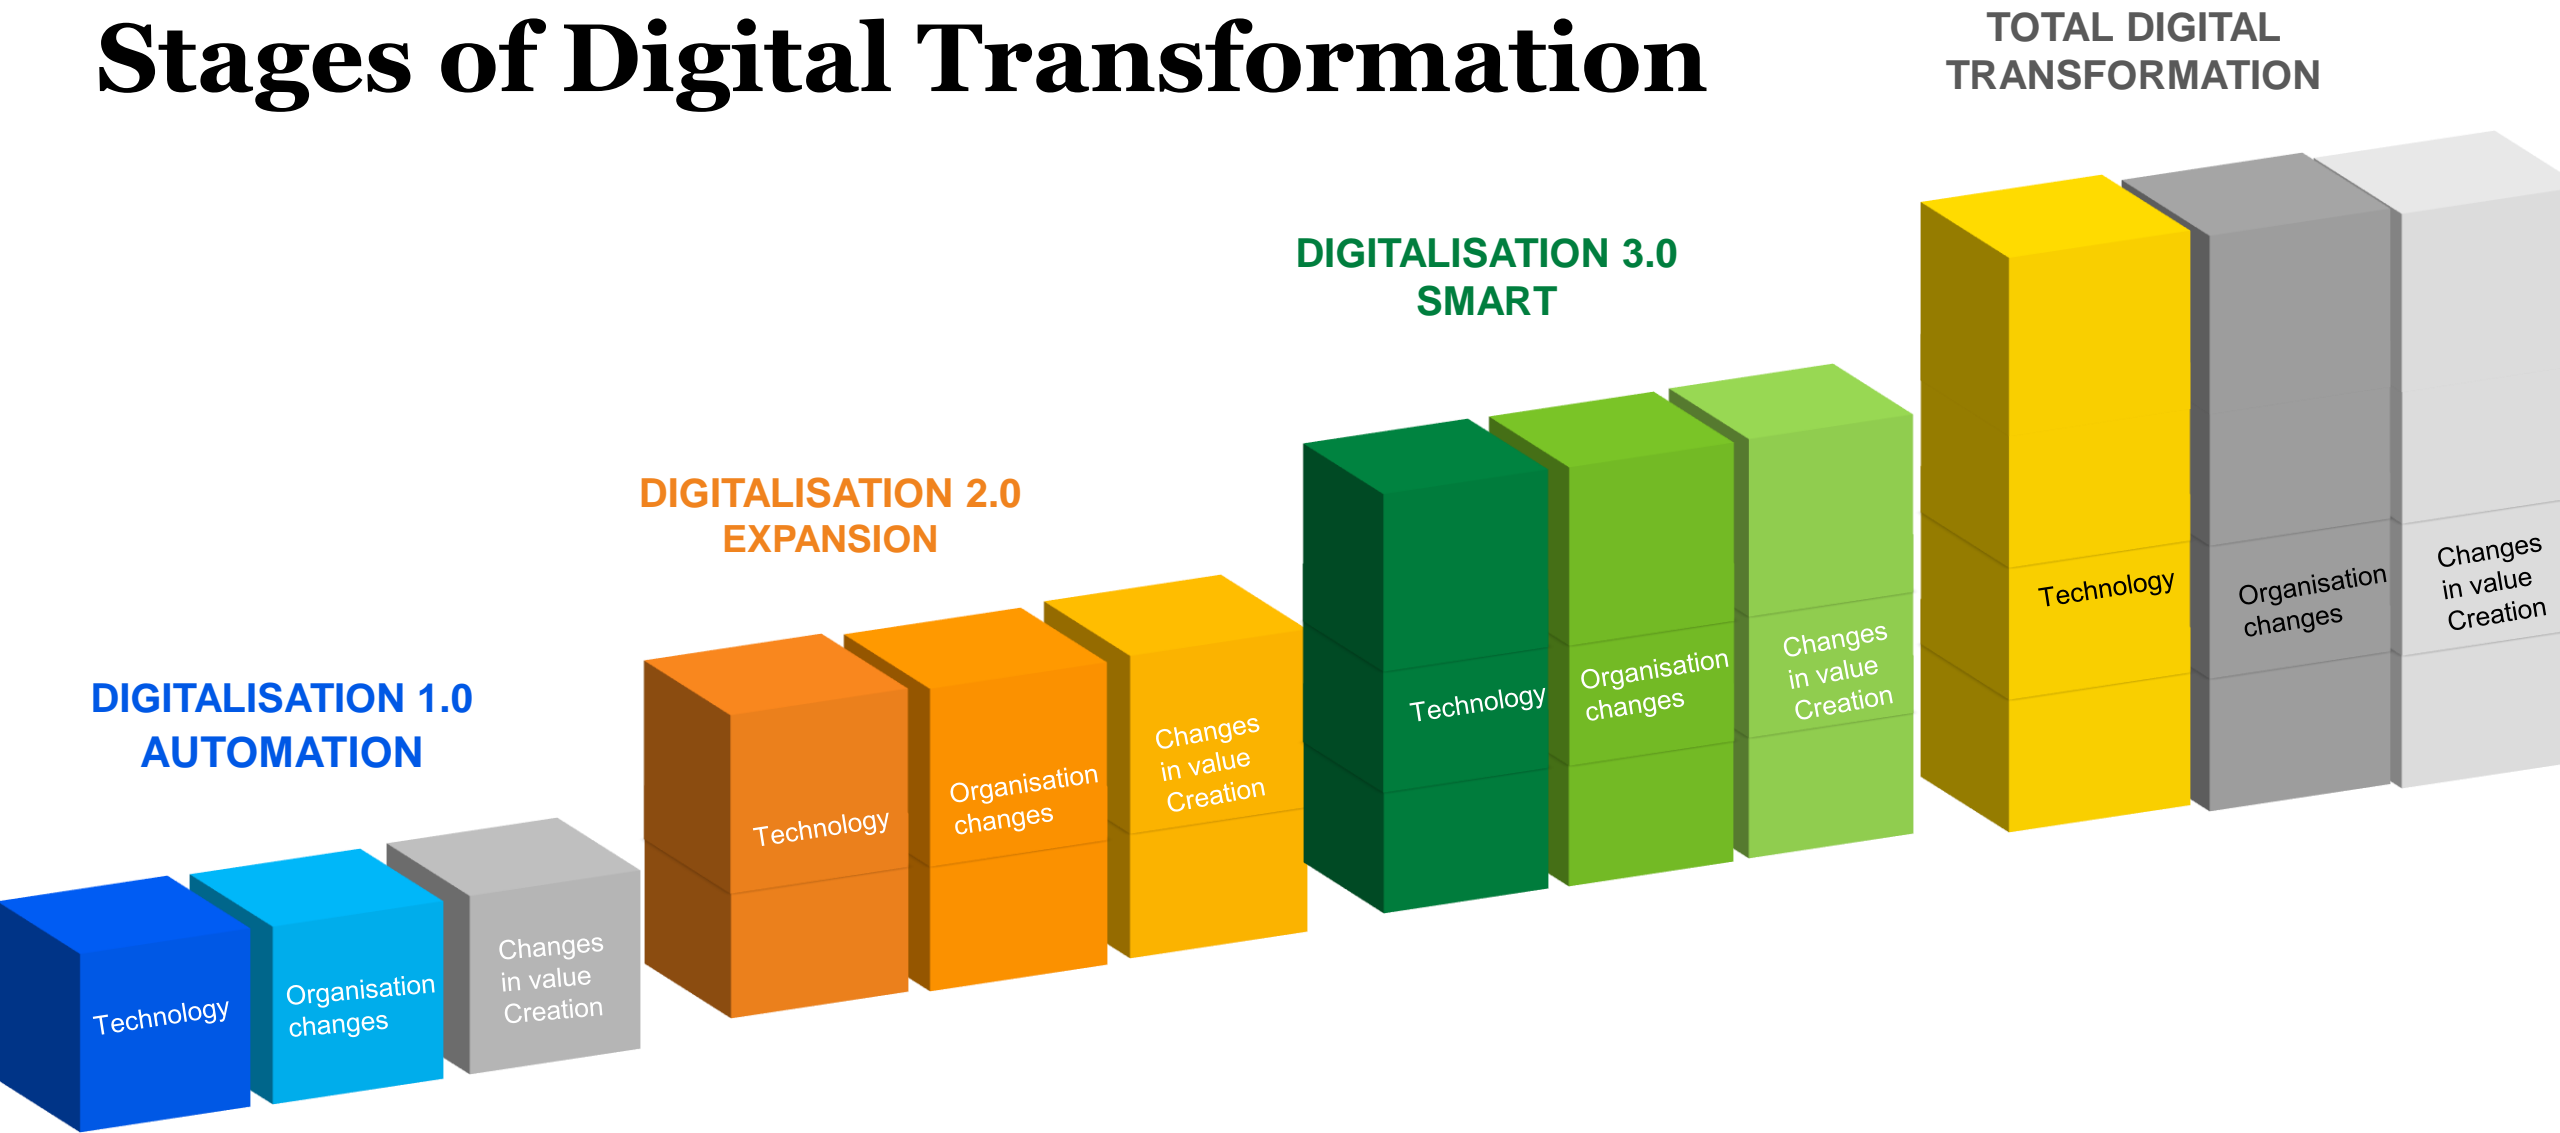 Stages of Digital Transformation
DIGITALISATION 1.0
AUTOMATION
Technology
Organisation
changes
Changes
in value
Creation
DIGITALISATION 2.0
EXPANSION
Technology
Organisation
changes
Changes
in value
Creation
DIGITALISATION 3.0
SMART
Technology
Organisation
changes
Changes
in value
Creation
TOTAL DIGITAL
TRANSFORMATION
Technology
Organisation
changes
Changes
in value
Creation